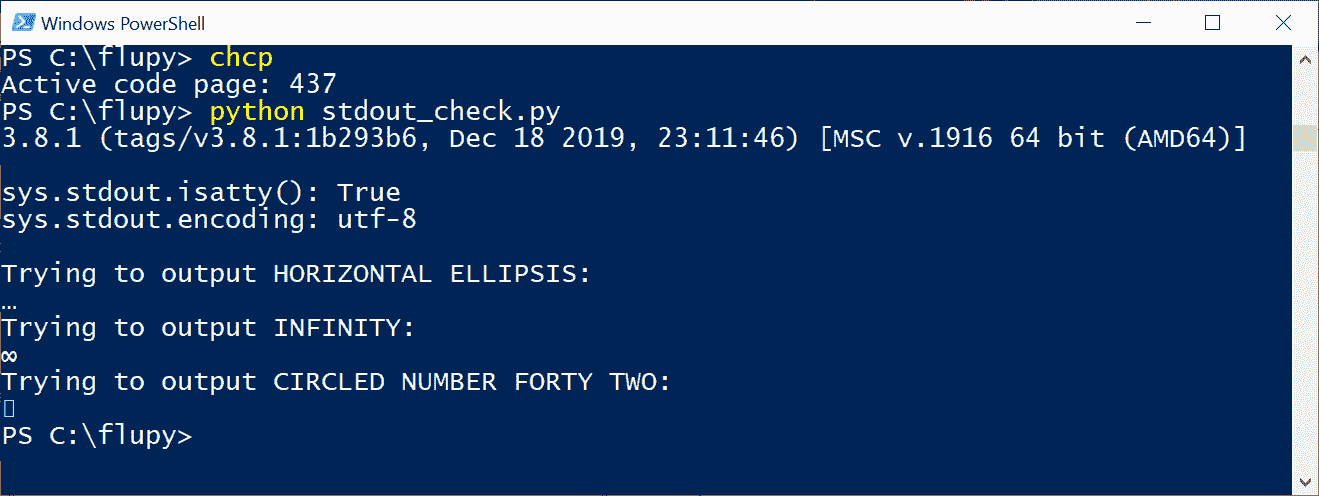 Windows PowerShell
PS C:\flupy> chcp
Active code page: 437
PS C:\flupy> python stdout_check.py
3.8.1 (tags/v3.8.1:1b293b6, Dec 18 2019, 23:11:46) [MSC v.1916 64 bit (AMD64)]
sys.stdout.isatty(): True
sys.stdout.encoding: utf-8
Trying to output HORIZONTAL ELLIPSIS:
…
Trying to output INFINITY:
∞
Trying to output CIRCLED NUMBER FORTY TWO:
▯
PS C:\flupy>